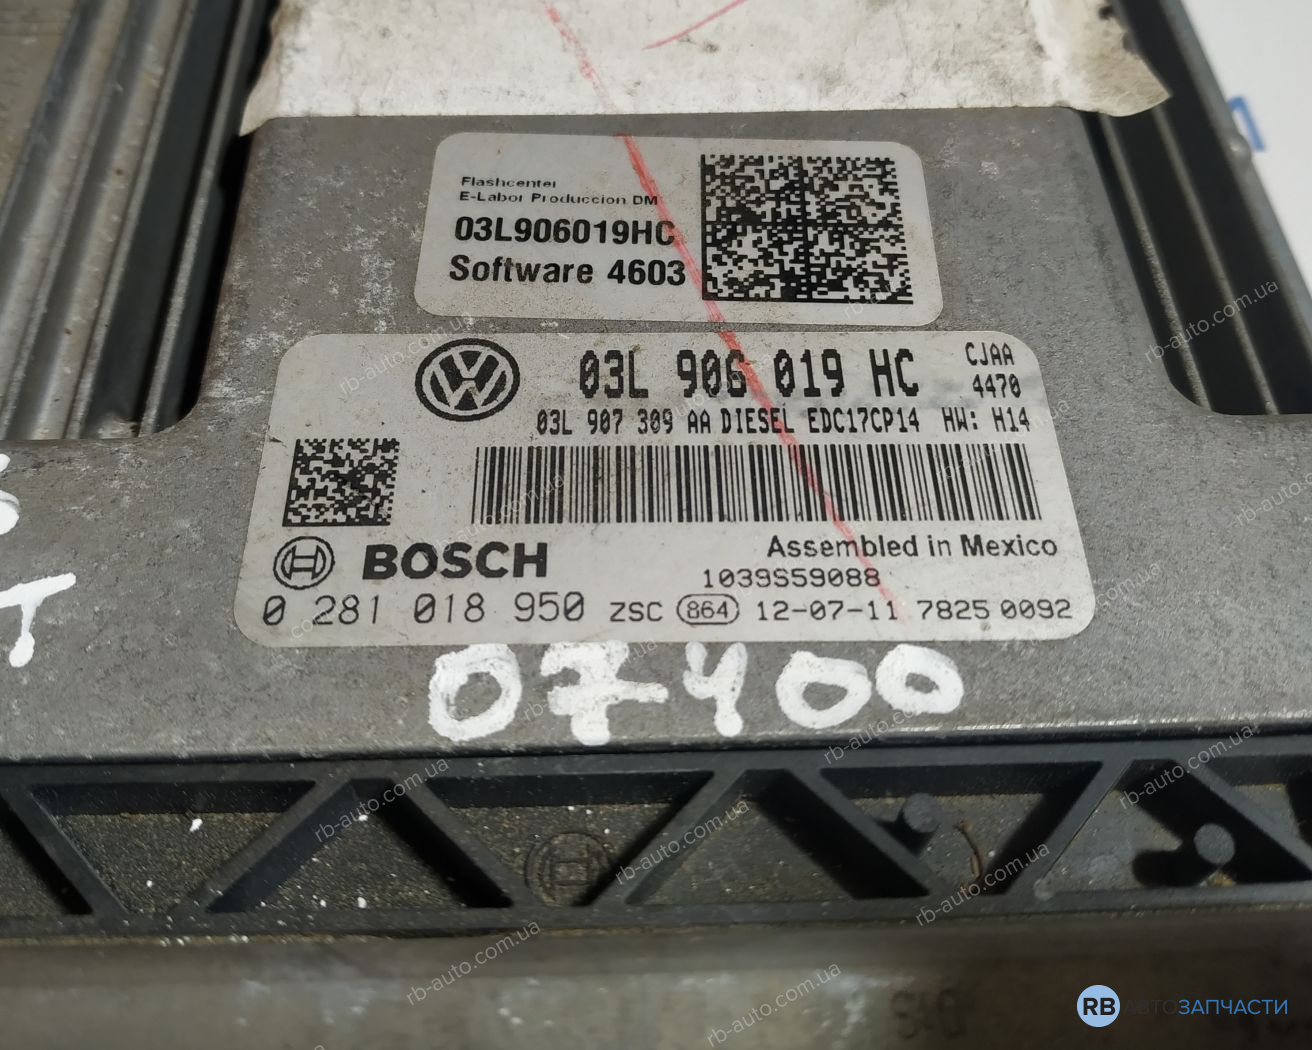 Flashcenter
E-Labor Produccion DM
03L906019HC
Software 4603
03L 906 019 HC
CJAA
4470
03L 907 309 AA DIESEL EDC17CP14 HW: H14
Assembled in Mexico
BOSCH
1039S59088
0 281 018 950 ZSC 864 12-07-11 7825 0092
07400
rb-auto.com.ua
RB АВТОЗАПЧАСТИ